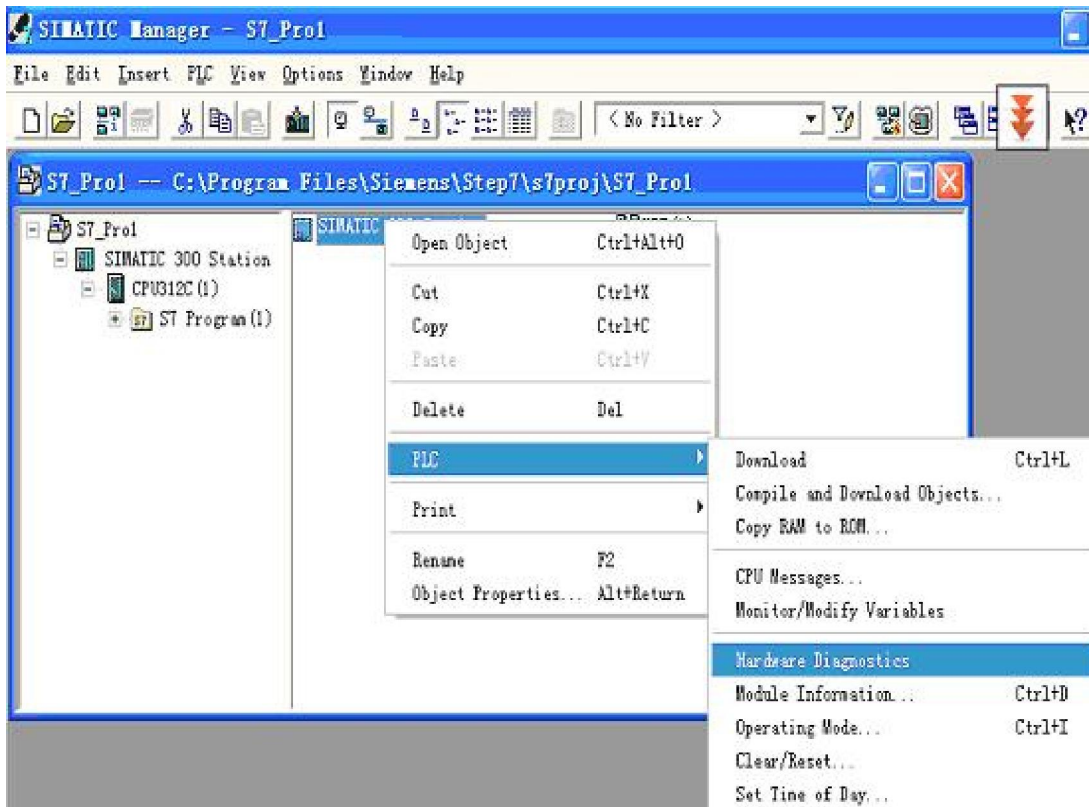 SIMATIC Manager - S7_Pro1
File Edit Insert PLC View Options Window Help
< No Filter >
S7_Pro1 -- C:\Program Files\Siemens\Step7\s7proj\S7_Pro1
S7_Pro1
SIMATIC 300 Station
CPU312C(1)
S7 Program(1)
SIMATIC
Open Object Ctrl+Alt+O
Cut Ctrl+X
Copy Ctrl+C
Paste Ctrl+V
Delete Del
PLC
Print
Rename F2
Object Properties... Alt+Return
Download Ctrl+L
Compile and Download Objects...
Copy RAM to ROM...
CPU Messages...
Monitor/Modify Variables
Hardware Diagnostics
Module Information... Ctrl+D
Operating Mode... Ctrl+I
Clear/Reset...
Set Time of Day...